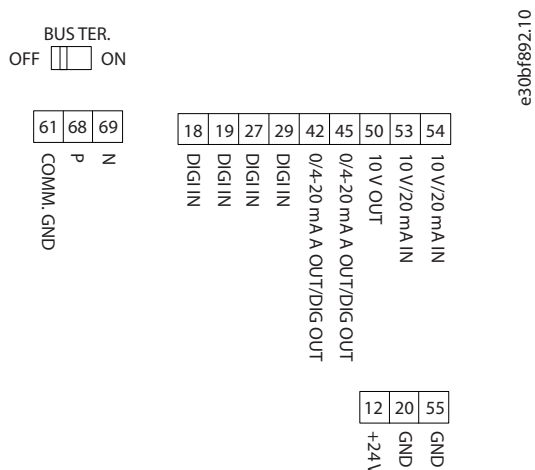 BUS TER.
OFF ON
61 68 69
COMM. GND
P
N
18 19 27 29 42 45 50 53 54
DIGI IN
DIGI IN
DIGI IN
DIGI IN
0/4-20 mA A OUT/DIG OUT
0/4-20 mA A OUT/DIG OUT
10 V OUT
10 V/20 mA IN
10 V/20 mA IN
12 20 55
+24V
GND
GND
e30bf892.10